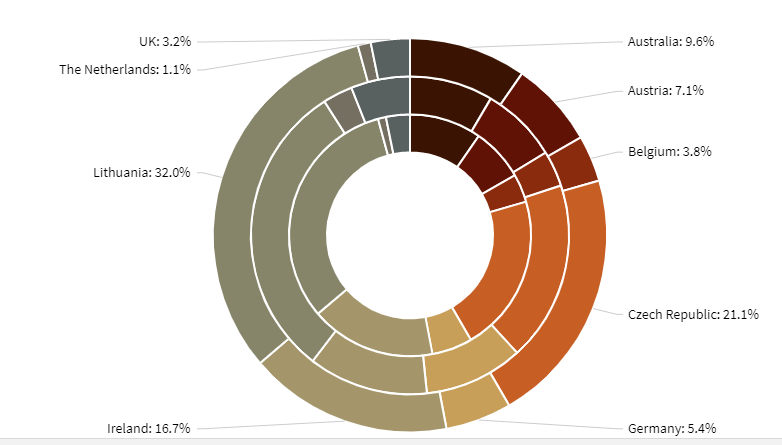 UK: 3.2%
Australia: 9.6%
The Netherlands: 1.1%
Austria: 7.1%
Belgium: 3.8%
Lithuania: 32.0%
Czech Republic: 21.1%
Ireland: 16.7%
Germany: 5.4%